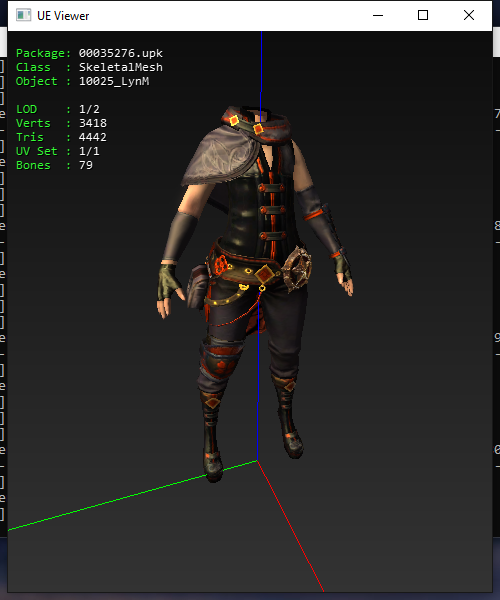 UE Viewer
Package: 00035276.upk
Class : SkeletalMesh
Object : 10025_LynM
LOD : 1/2
Verts : 3418
Tris : 4442
UV Set : 1/1
Bones : 79